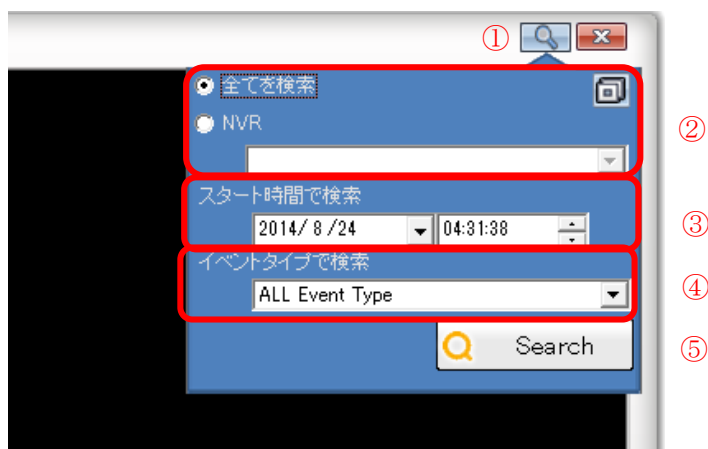 ①
全てを検索
NVR
②
スタート時間で検索
2014/ 8 /24 04:31:38
③
イベントタイプで検索
ALL Event Type
④
Search
⑤